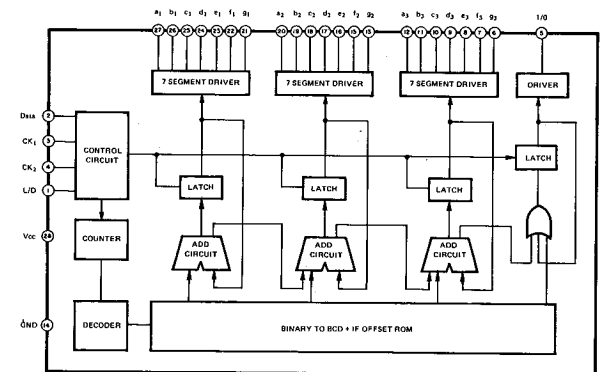 a₁ b₁ c₁ d₁ e₁ f₁ g₁ a₂ b₂ c₂ d₂ e₂ f₂ g₂ a₃ b₃ c₃ d₃ e₃ f₃ g₃ 1/0
27 26 25 24 23 22 21 20 19 18 17 16 15 13 12 11 10 9 8 7 6 5
7 SEGMENT DRIVER 7 SEGMENT DRIVER 7 SEGMENT DRIVER DRIVER
DATA 2
CK₁ 3
CK₂ 4
L/D 1
CONTROL
CIRCUIT
LATCH LATCH LATCH LATCH
VCC 28
COUNTER
ADD
CIRCUIT
ADD
CIRCUIT
ADD
CIRCUIT
GND 14
DECODER
BINARY TO BCD + IF OFFSET ROM